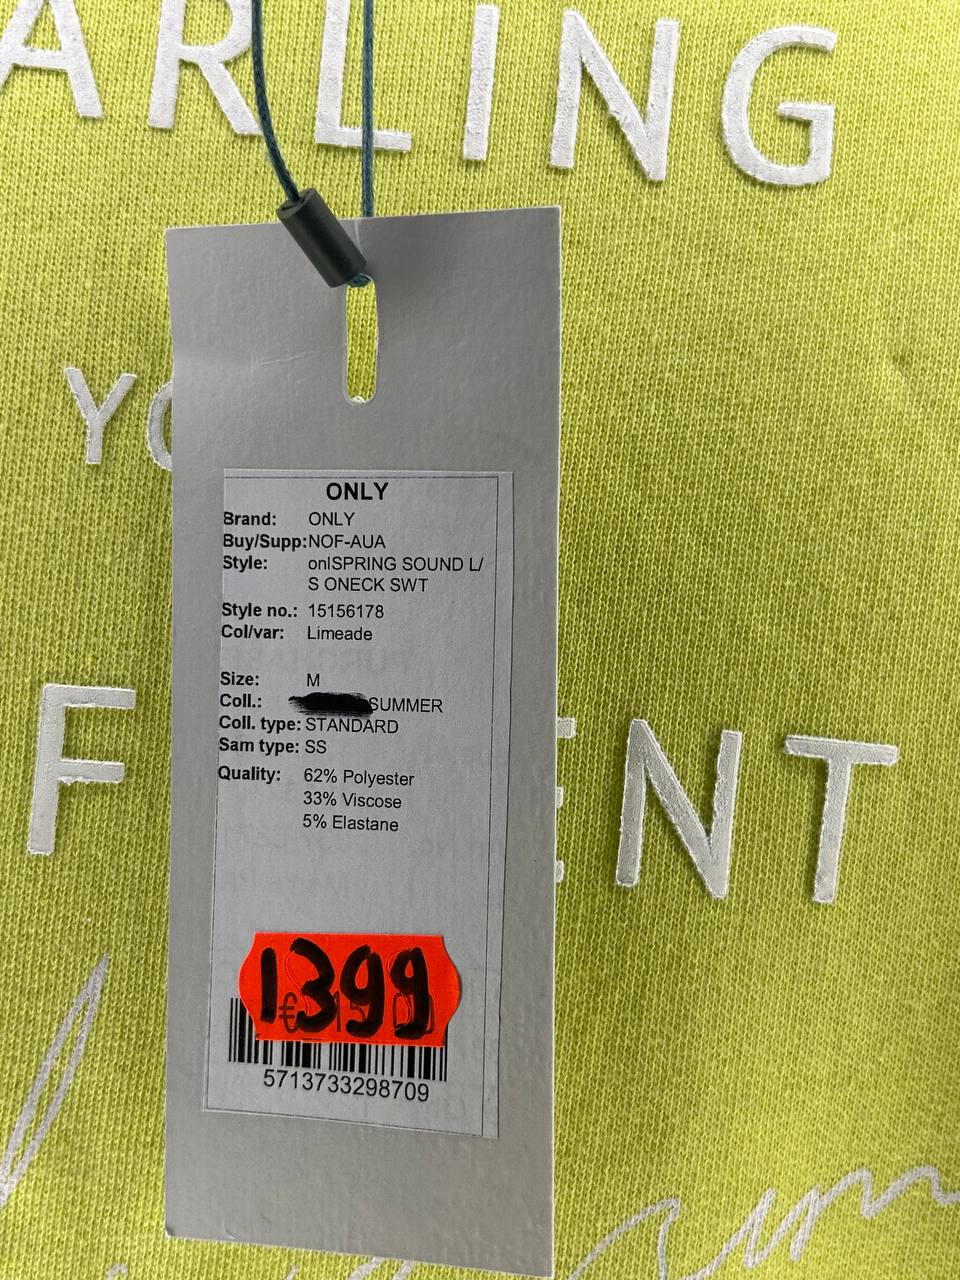 ARLING
YO
ONLY
Brand: ONLY
Buy/Supp:NOF-AUA
Style: onlSPRING SOUND L/
S ONECK SWT
Style no.: 15156178
Col/var: Limeade
Size: M
Coll.: SUMMER
Coll. type: STANDARD
Sam type: SS
Quality: 62% Polyester
33% Viscose
5% Elastane
F ENT
1399
€
5713733298709